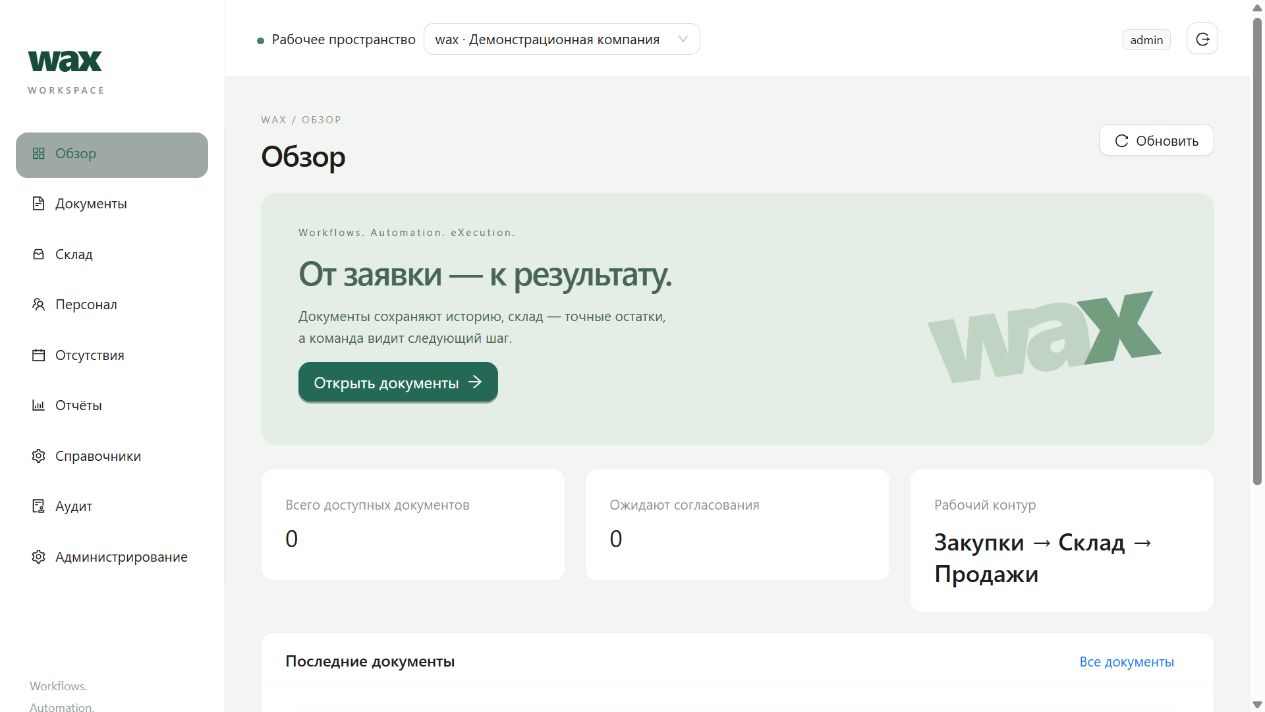 wax
WORKSPACE
Обзор
Документы
Склад
Персонал
Отсутствия
Отчёты
Справочники
Аудит
Администрирование
Workflows.
Automation.
Рабочее пространство
wax · Демонстрационная компания
admin
WAX / ОБЗОР
Обзор
Обновить
Workflows. Automation. eXecution.
От заявки — к результату.
Документы сохраняют историю, склад — точные остатки,
а команда видит следующий шаг.
Открыть документы →
wax
Всего доступных документов
0
Ожидают согласования
0
Рабочий контур
Закупки → Склад →
Продажи
Последние документы
Все документы